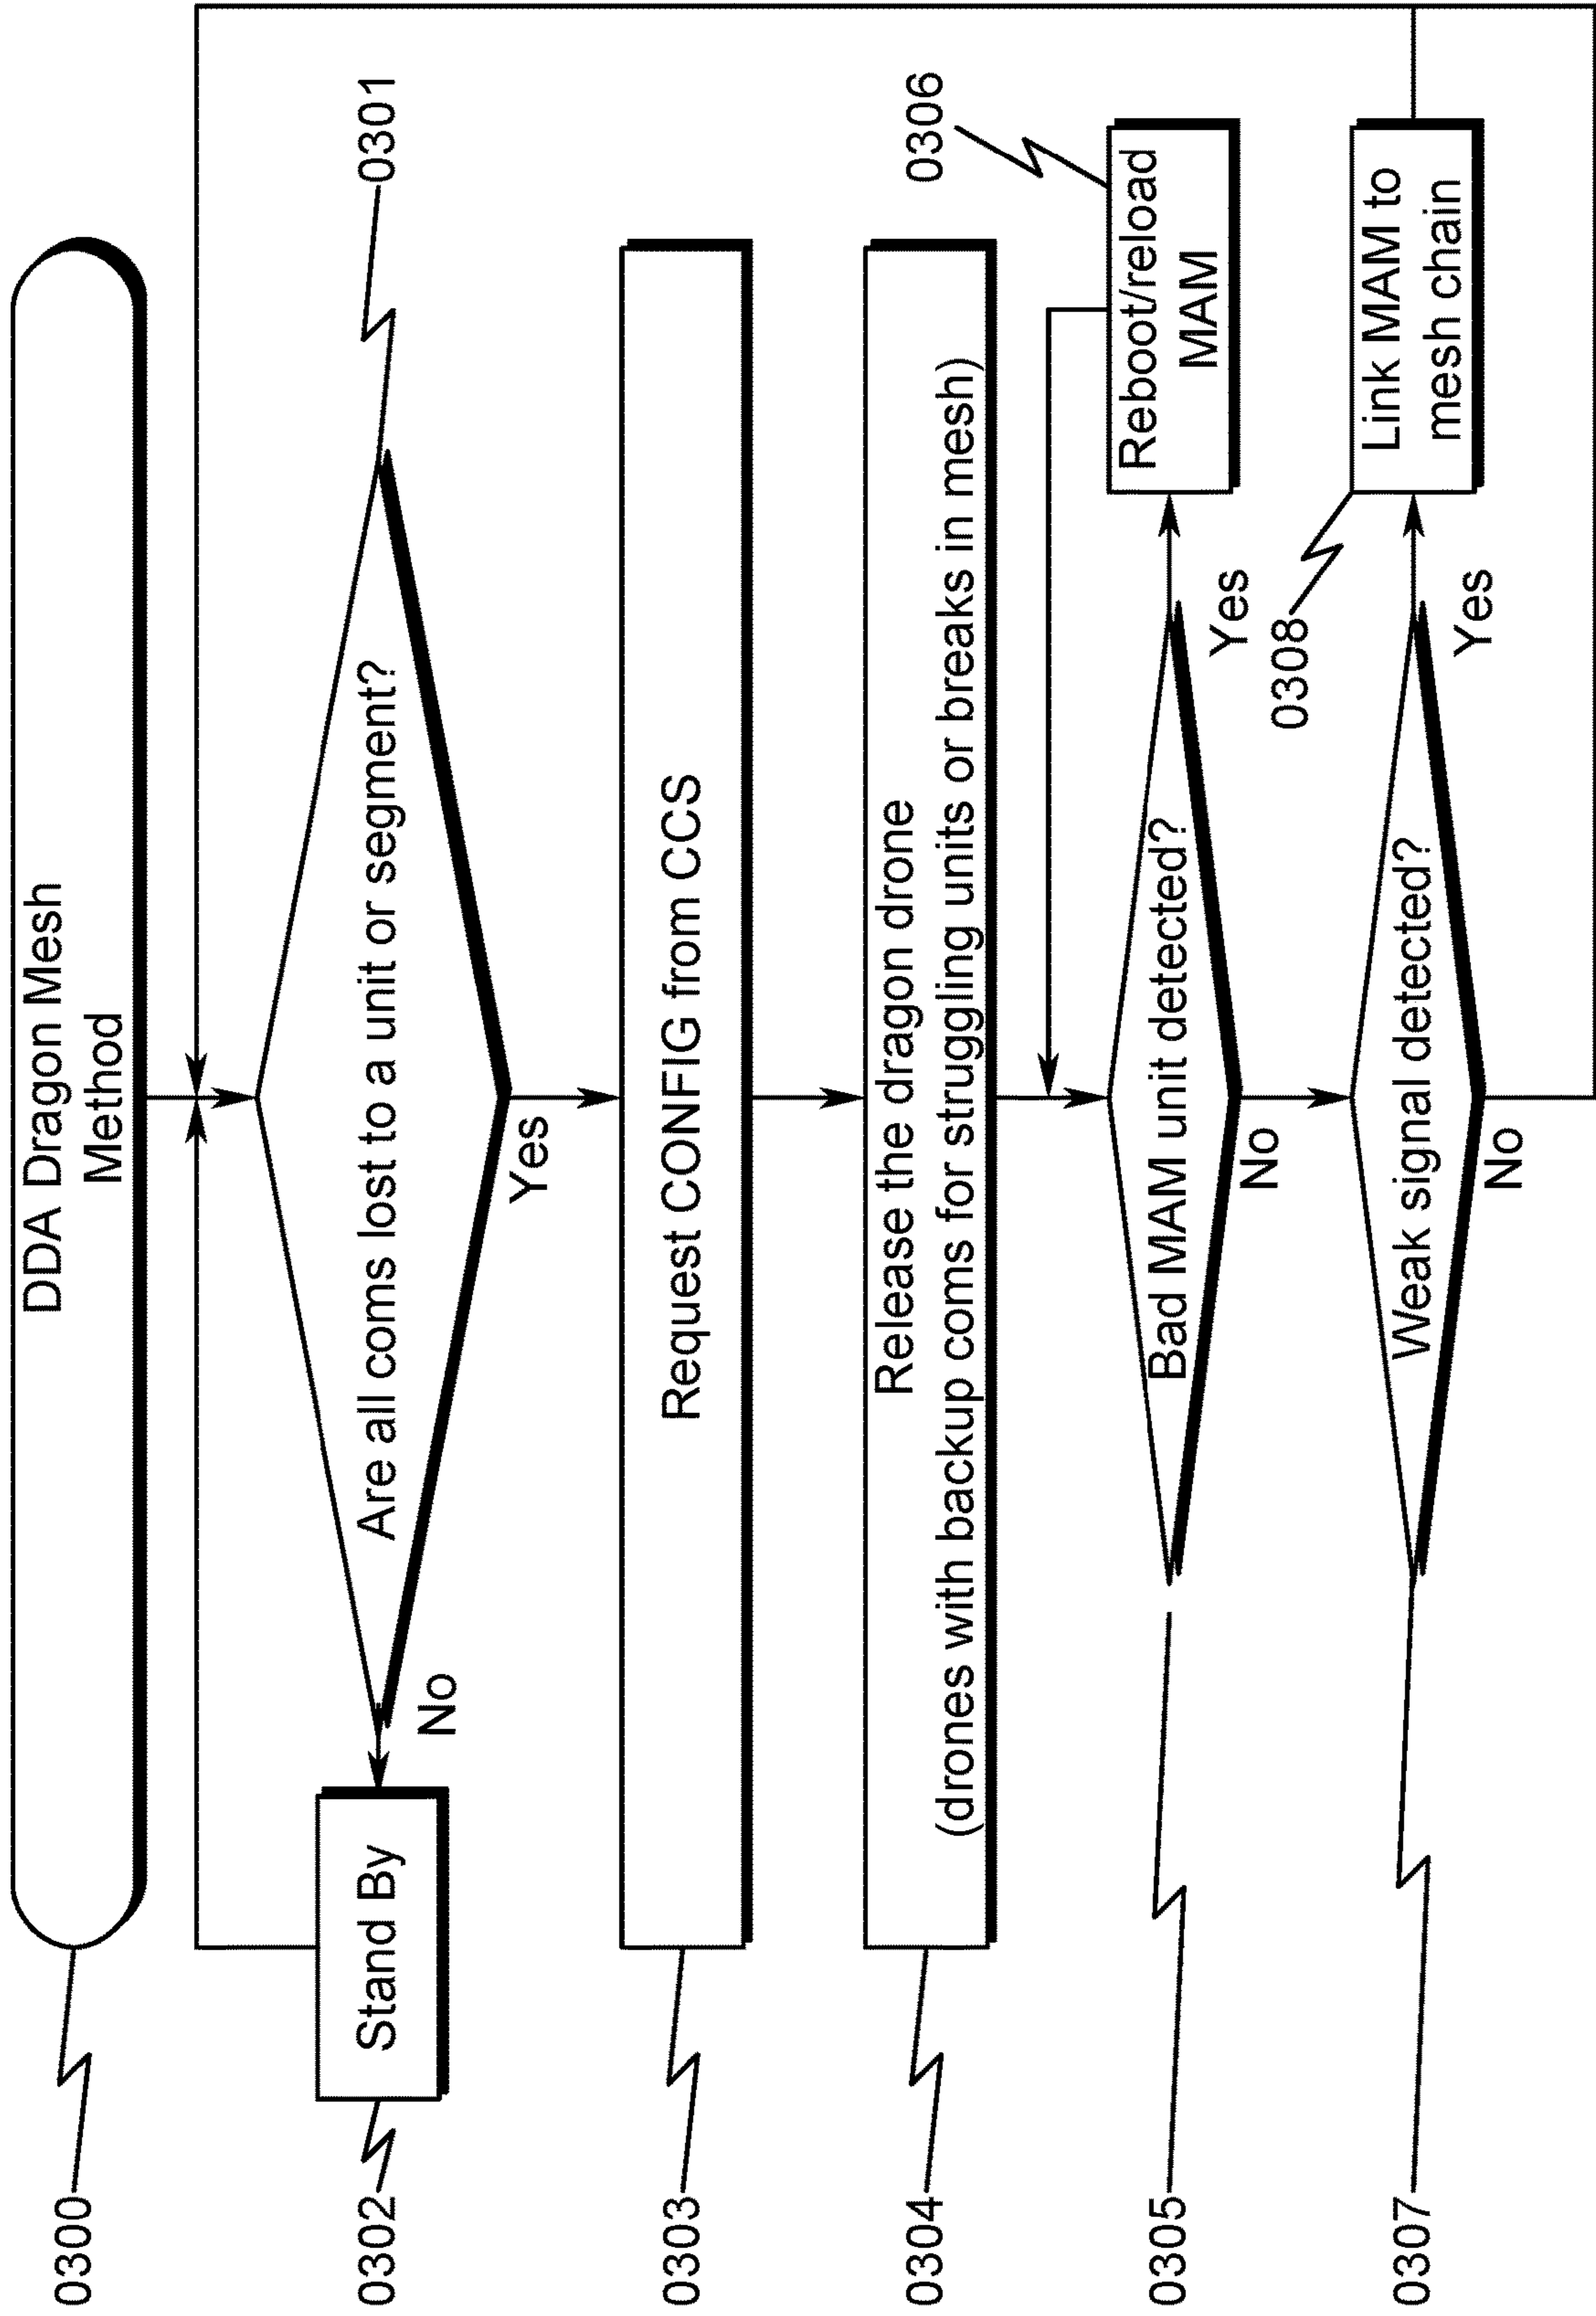 DDA Dragon Mesh
Method
0300
Are all coms lost to a unit or segment?
0301
No
Stand By
0302
Yes
Request CONFIG from CCS
0303
Release the dragon drone
(drones with backup coms for struggling units or breaks in mesh)
0304
Bad MAM unit detected?
0305
Yes
Reboot/reload
MAM
0306
No
Weak signal detected?
0307
Yes
Link MAM to
mesh chain
0308
No